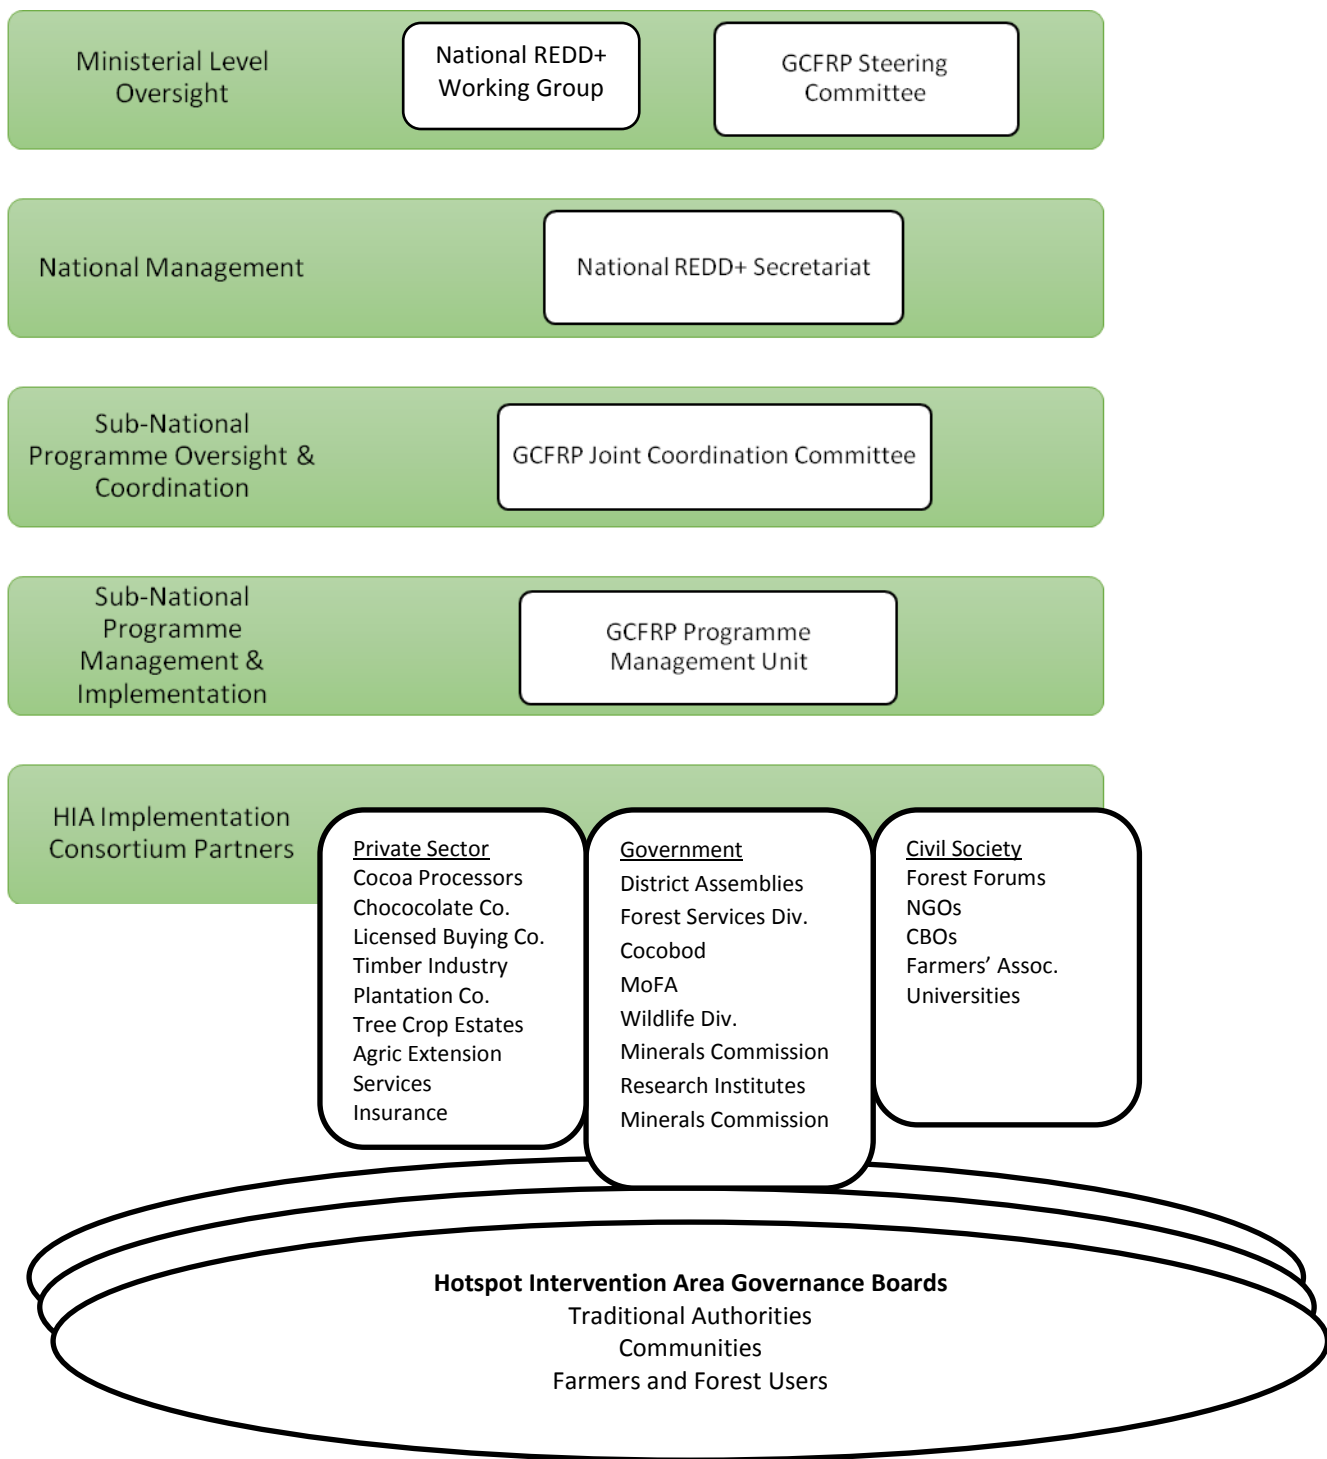 Ministerial Level
Oversight
National REDD+
Working Group
GCFRP Steering
Committee
National Management
National REDD+ Secretariat
Sub-National
Programme Oversight &
Coordination
GCFRP Joint Coordination Committee
Sub-National
Programme
Management &
Implementation
GCFRP Programme
Management Unit
HIA Implementation
Consortium Partners
Private Sector
Cocoa Processors
Chococolate Co.
Licensed Buying Co.
Timber Industry
Plantation Co.
Tree Crop Estates
Agric Extension
Services
Insurance
Government
District Assemblies
Forest Services Div.
Cocobod
MoFA
Wildlife Div.
Minerals Commission
Research Institutes
Minerals Commission
Civil Society
Forest Forums
NGOs
CBOs
Farmers’ Assoc.
Universities
Hotspot Intervention Area Governance Boards
Traditional Authorities
Communities
Farmers and Forest Users